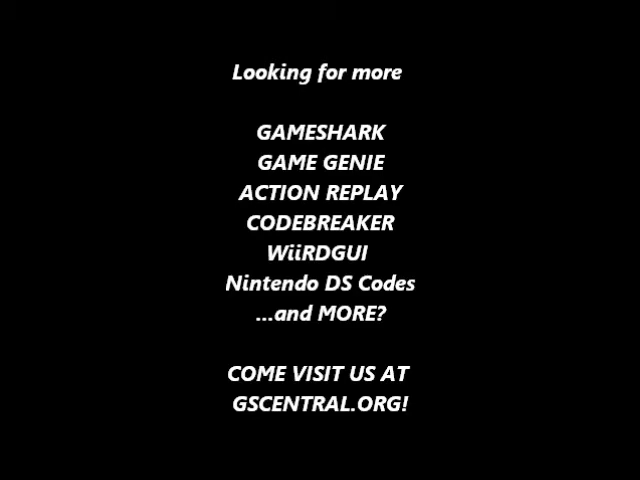 Looking for more
GAMESHARK
GAME GENIE
ACTION REPLAY
CODEBREAKER
WiiRDGUI
Nintendo DS Codes
...and MORE?
COME VISIT US AT
GSCENTRAL.ORG!